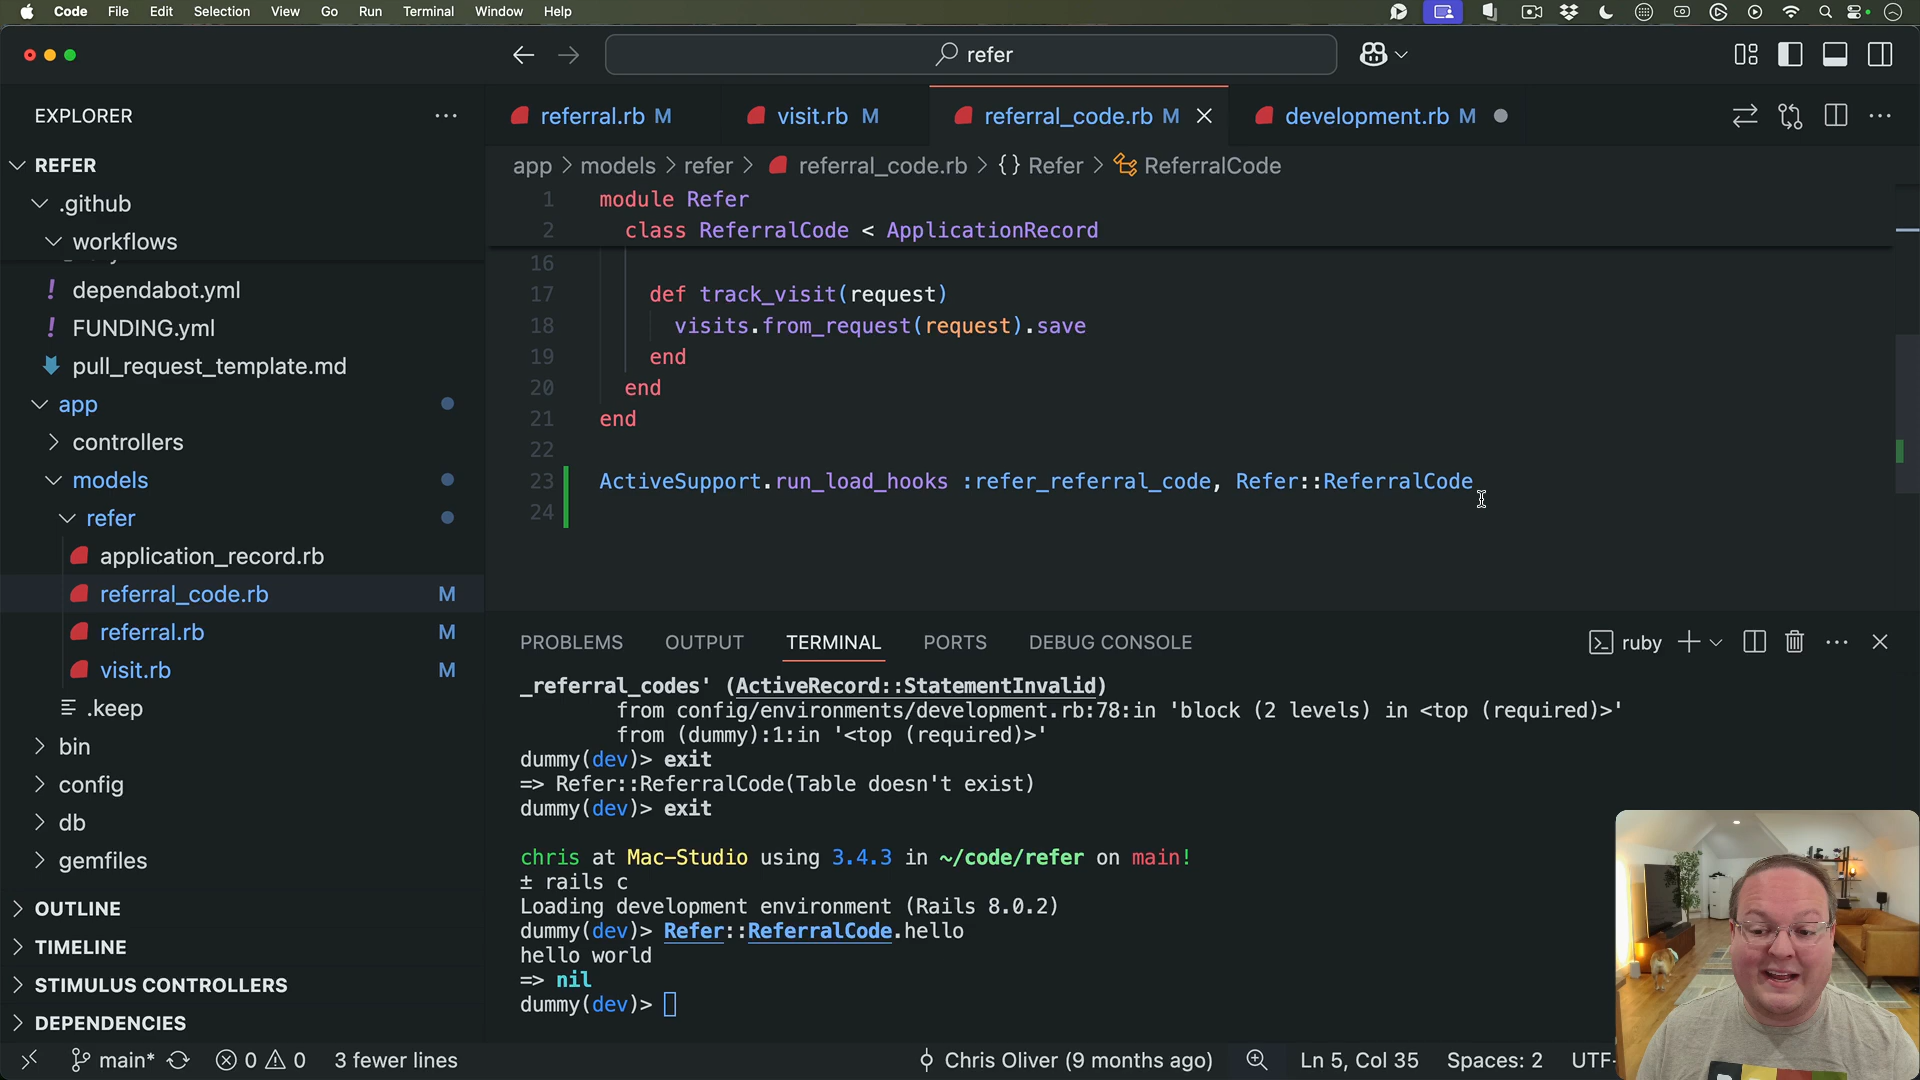 Code File Edit Selection View Go Run Terminal Window Help
refer
EXPLORER
REFER
.github
workflows
dependabot.yml
FUNDING.yml
pull_request_template.md
app
controllers
models
refer
application_record.rb
referral_code.rb M
referral.rb M
visit.rb M
.keep
bin
config
db
gemfiles
OUTLINE
TIMELINE
STIMULUS CONTROLLERS
DEPENDENCIES
referral.rb M visit.rb M referral_code.rb M development.rb M
app > models > refer > referral_code.rb > {} Refer > ReferralCode
1 module Refer
2 class ReferralCode < ApplicationRecord
16
17 def track_visit(request)
18 visits.from_request(request).save
19 end
20 end
21 end
22
23 ActiveSupport.run_load_hooks :refer_referral_code, Refer::ReferralCode
24
PROBLEMS OUTPUT TERMINAL PORTS DEBUG CONSOLE
ruby
_referral_codes' (ActiveRecord::StatementInvalid)
from config/environments/development.rb:78:in 'block (2 levels) in <top (required)>'
from (dummy):1:in '<top (required)>'
dummy(dev)> exit
=> Refer::ReferralCode(Table doesn't exist)
dummy(dev)> exit
chris at Mac-Studio using 3.4.3 in ~/code/refer on main!
± rails c
Loading development environment (Rails 8.0.2)
dummy(dev)> Refer::ReferralCode.hello
hello world
=> nil
dummy(dev)>
main* 0 0 3 fewer lines Chris Oliver (9 months ago) Ln 5, Col 35 Spaces: 2 UTF-